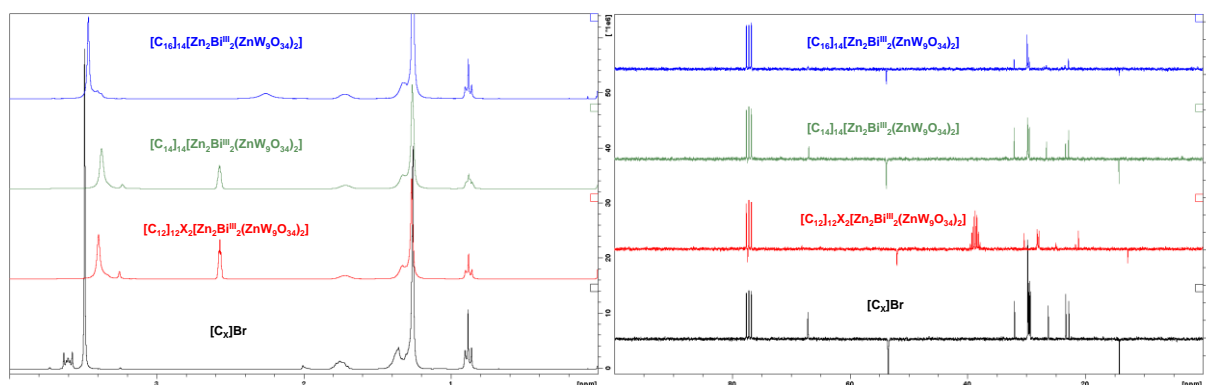 [C₁₆]₁₄[Zn₂Biᴵᴵᴵ₂(ZnW₉O₃₄)₂]
[C₁₄]₁₄[Zn₂Biᴵᴵᴵ₂(ZnW₉O₃₄)₂]
[C₁₂]₁₂X₂[Zn₂Biᴵᴵᴵ₂(ZnW₉O₃₄)₂]
[Cₓ]Br
3
2
1
50
40
30
20
10
0
[C₁₆]₁₄[Zn₂Biᴵᴵᴵ₂(ZnW₉O₃₄)₂]
[C₁₄]₁₄[Zn₂Biᴵᴵᴵ₂(ZnW₉O₃₄)₂]
[C₁₂]₁₂X₂[Zn₂Biᴵᴵᴵ₂(ZnW₉O₃₄)₂]
[Cₓ]Br
80
60
40
20